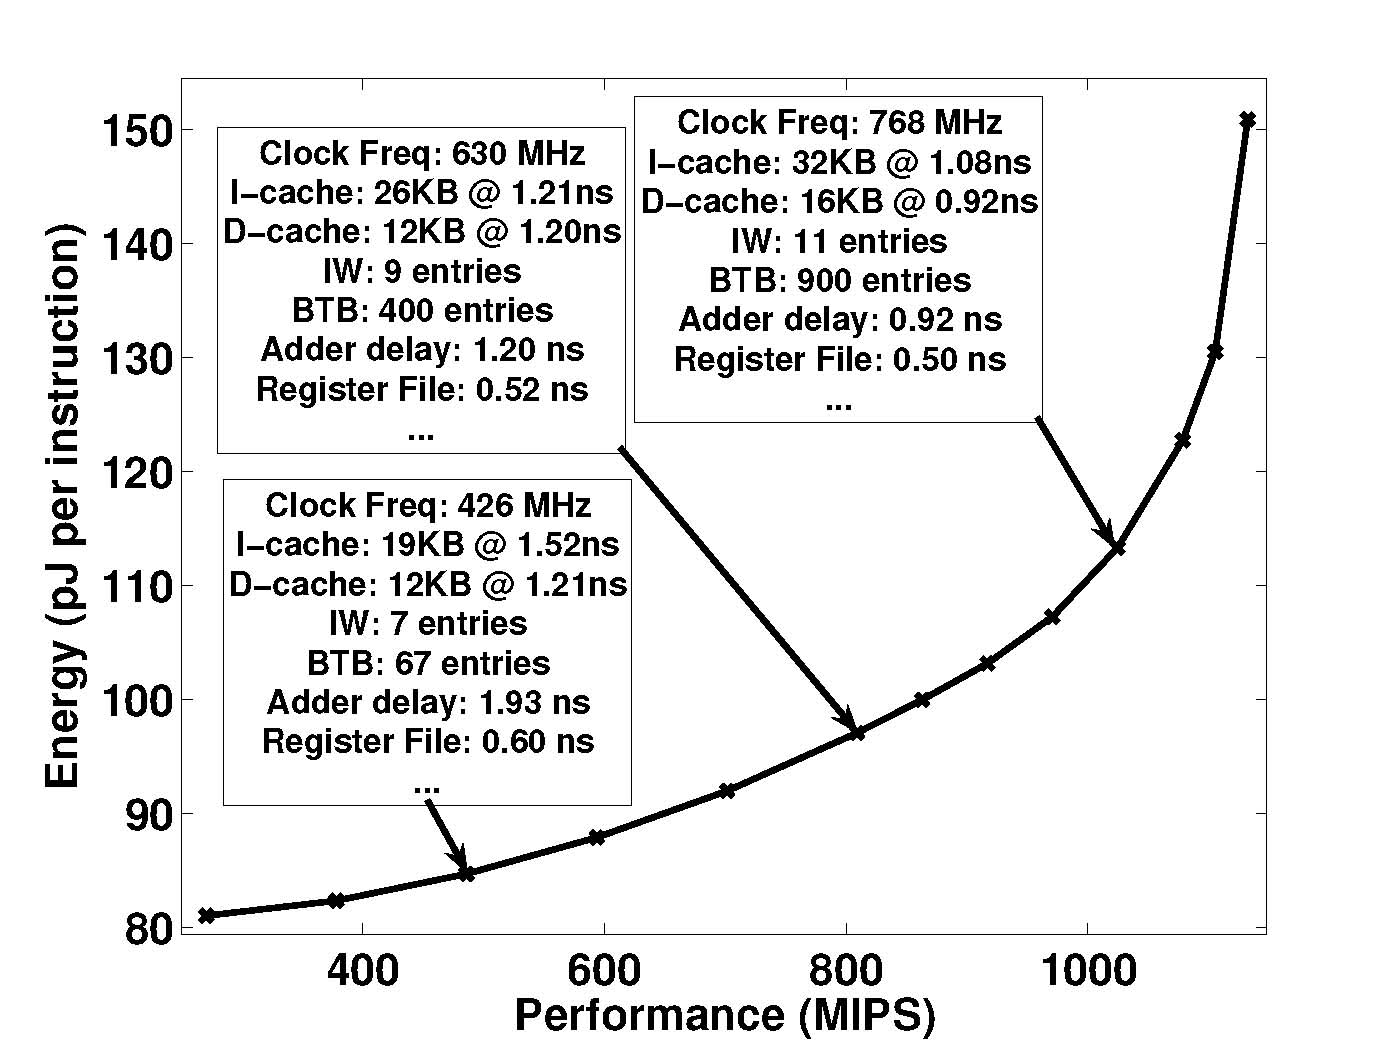 Clock Freq: 630 MHz
I−cache: 26KB @ 1.21ns
D−cache: 12KB @ 1.20ns
IW: 9 entries
BTB: 400 entries
Adder delay: 1.20 ns
Register File: 0.52 ns
...
Clock Freq: 768 MHz
I−cache: 32KB @ 1.08ns
D−cache: 16KB @ 0.92ns
IW: 11 entries
BTB: 900 entries
Adder delay: 0.92 ns
Register File: 0.50 ns
...
Clock Freq: 426 MHz
I−cache: 19KB @ 1.52ns
D−cache: 12KB @ 1.21ns
IW: 7 entries
BTB: 67 entries
Adder delay: 1.93 ns
Register File: 0.60 ns
...
150
140
130
120
110
100
90
80
Energy (pJ per instruction)
400 600 800 1000
Performance (MIPS)